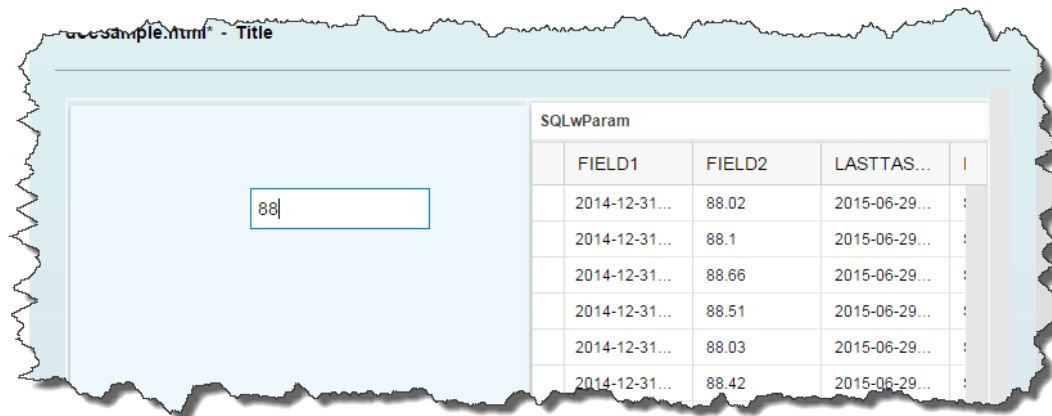 - Title
SQLwParam
FIELD1 FIELD2 LASTTAS...
88
2014-12-31... 88.02 2015-06-29...
2014-12-31... 88.1 2015-06-29...
2014-12-31... 88.66 2015-06-29...
2014-12-31... 88.51 2015-06-29...
2014-12-31... 88.03 2015-06-29...
2014-12-31... 88.42 2015-06-29...